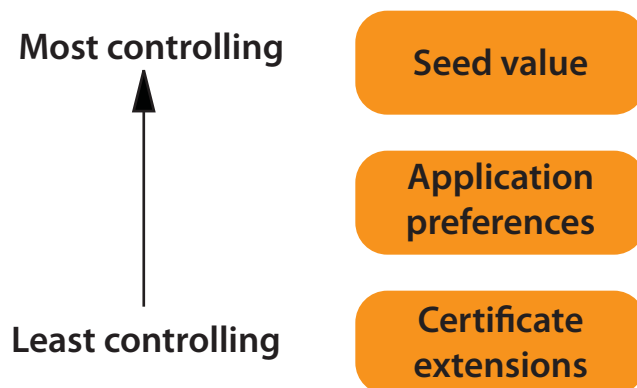 Most controlling
Seed value
Application
preferences
Least controlling
Certificate
extensions